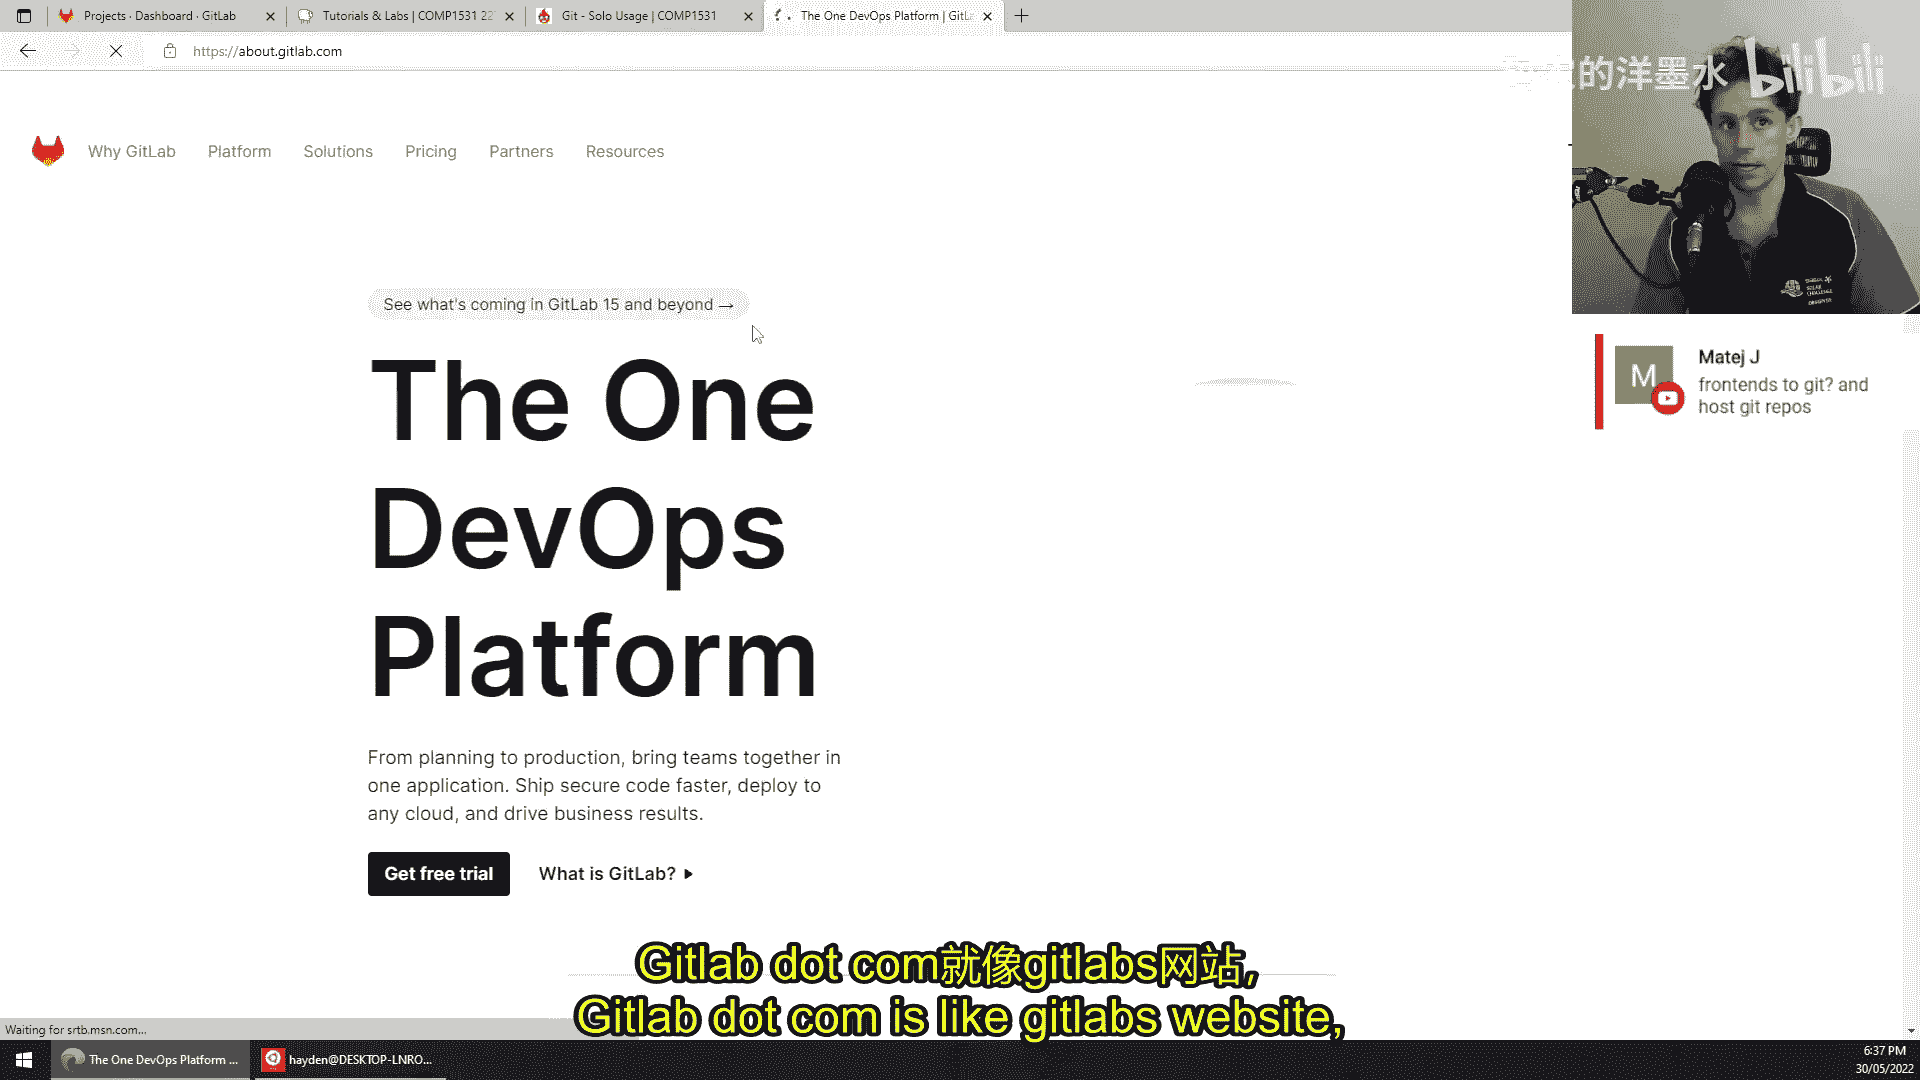 Projects · Dashboard · GitLab
Tutorials & Labs | COMP1531 22
Git - Solo Usage | COMP1531
The One DevOps Platform | GitLa
https://about.gitlab.com
的洋墨水 bilibili
Why GitLab
Platform
Solutions
Pricing
Partners
Resources
See what's coming in GitLab 15 and beyond →
The One
DevOps
Platform
From planning to production, bring teams together in
one application. Ship secure code faster, deploy to
any cloud, and drive business results.
Get free trial
What is GitLab?
M
Matej J
frontends to git? and
host git repos
Gitlab dot com就像gitlabs网站,
Gitlab dot com is like gitlabs website,
Waiting for srtb.msn.com...
The One DevOps Platform ...
hayden@DESKTOP-LNRO...
6:37 PM
30/05/2022